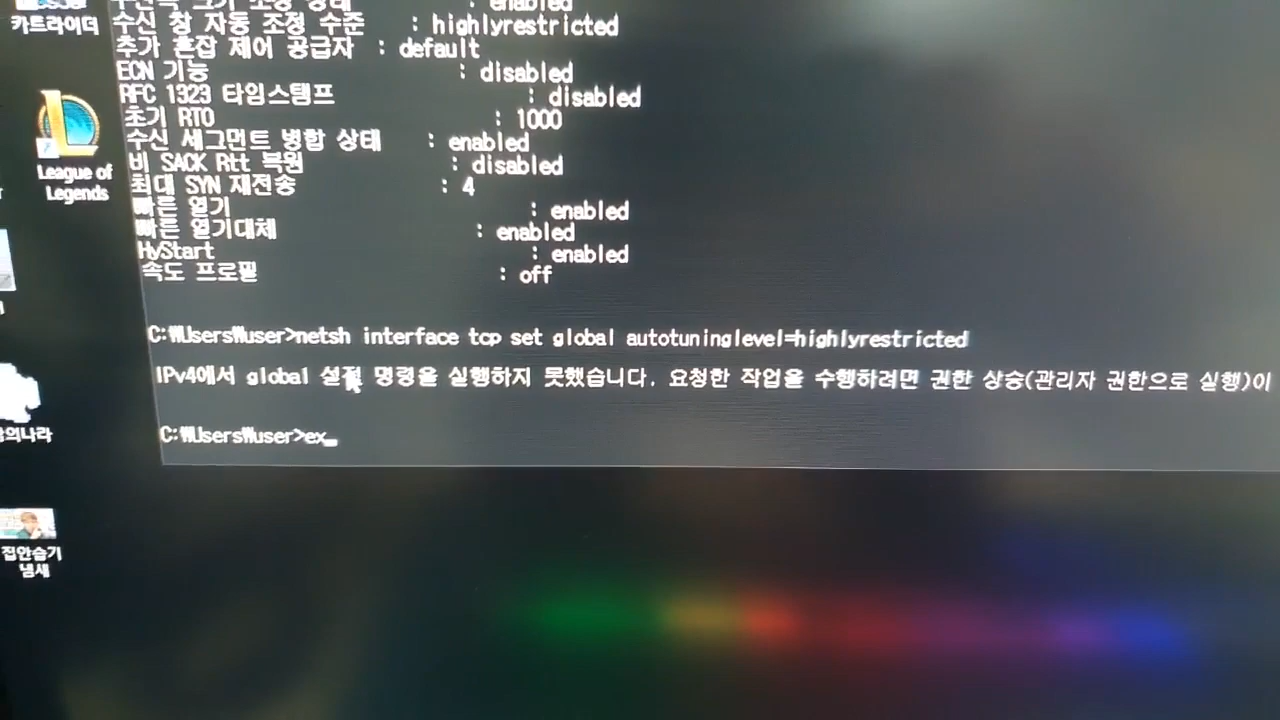 카트라이더
: enabled
수신 창 자동 조정 수준 : highlyrestricted
추가 혼잡 제어 공급자 : default
ECN 기능 : disabled
RFC 1323 타임스탬프 : disabled
초기 RTO : 1000
수신 세그먼트 병합 상태 : enabled
비 SACK Rtt 복원 : disabled
최대 SYN 재전송 : 4
빠른 열기 : enabled
빠른 열기대체 : enabled
HyStart : enabled
속도 프로필 : off
League of
Legends
C:\Users\user>netsh interface tcp set global autotuninglevel=highlyrestricted
IPv4에서 global 설정 명령을 실행하지 못했습니다. 요청한 작업을 수행하려면 권한 상승(관리자 권한으로 실행)이
C:\Users\user>ex
의나라
집안습기
냄새